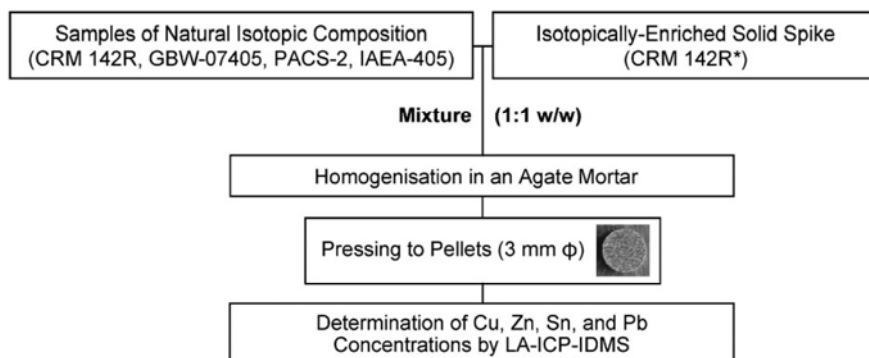 Samples of Natural Isotopic Composition
(CRM 142R, GBW-07405, PACS-2, IAEA-405)
Isotopically-Enriched Solid Spike
(CRM 142R*)
Mixture (1:1 w/w)
Homogenisation in an Agate Mortar
Pressing to Pellets (3 mm ф)
Determination of Cu, Zn, Sn, and Pb
Concentrations by LA-ICP-IDMS